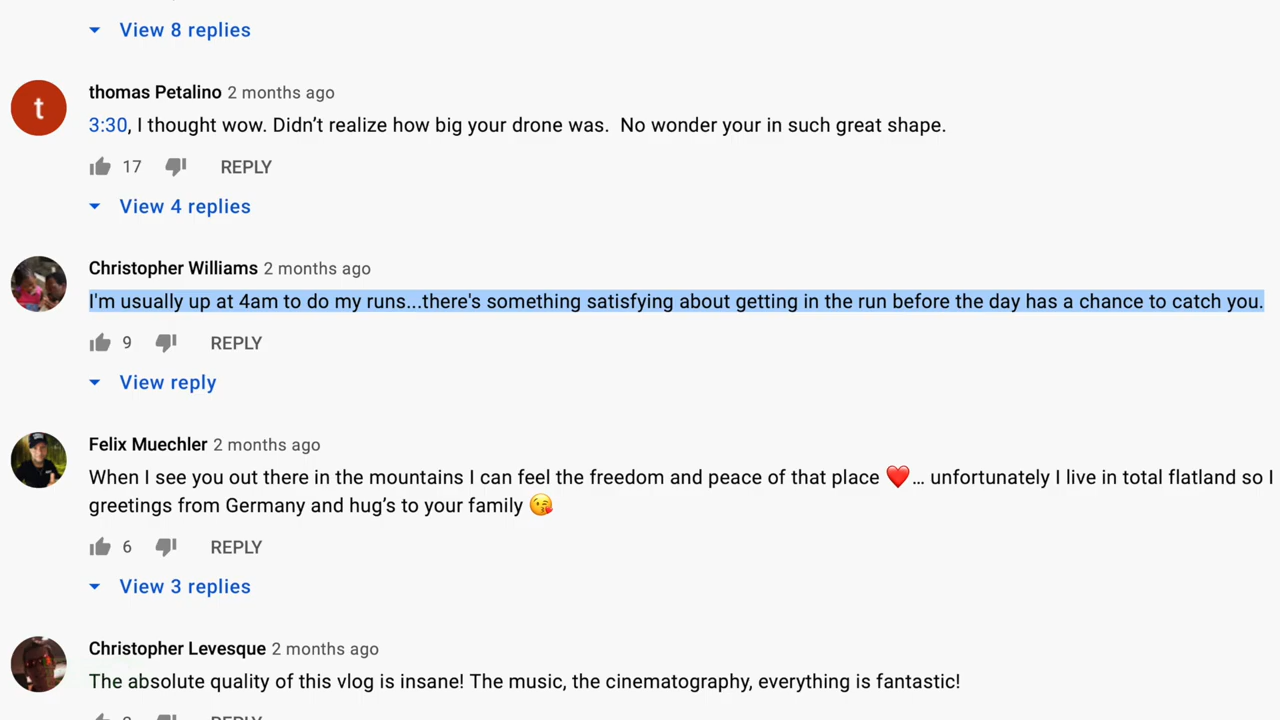 View 8 replies
t
thomas Petalino 2 months ago
3:30, I thought wow. Didn’t realize how big your drone was.  No wonder your in such great shape.
17 REPLY
View 4 replies
Christopher Williams 2 months ago
I'm usually up at 4am to do my runs...there's something satisfying about getting in the run before the day has a chance to catch you.
9 REPLY
View reply
Felix Muechler 2 months ago
When I see you out there in the mountains I can feel the freedom and peace of that place ❤️... unfortunately I live in total flatland so I
greetings from Germany and hug’s to your family 😘
6 REPLY
View 3 replies
Christopher Levesque 2 months ago
The absolute quality of this vlog is insane! The music, the cinematography, everything is fantastic!
REPLY